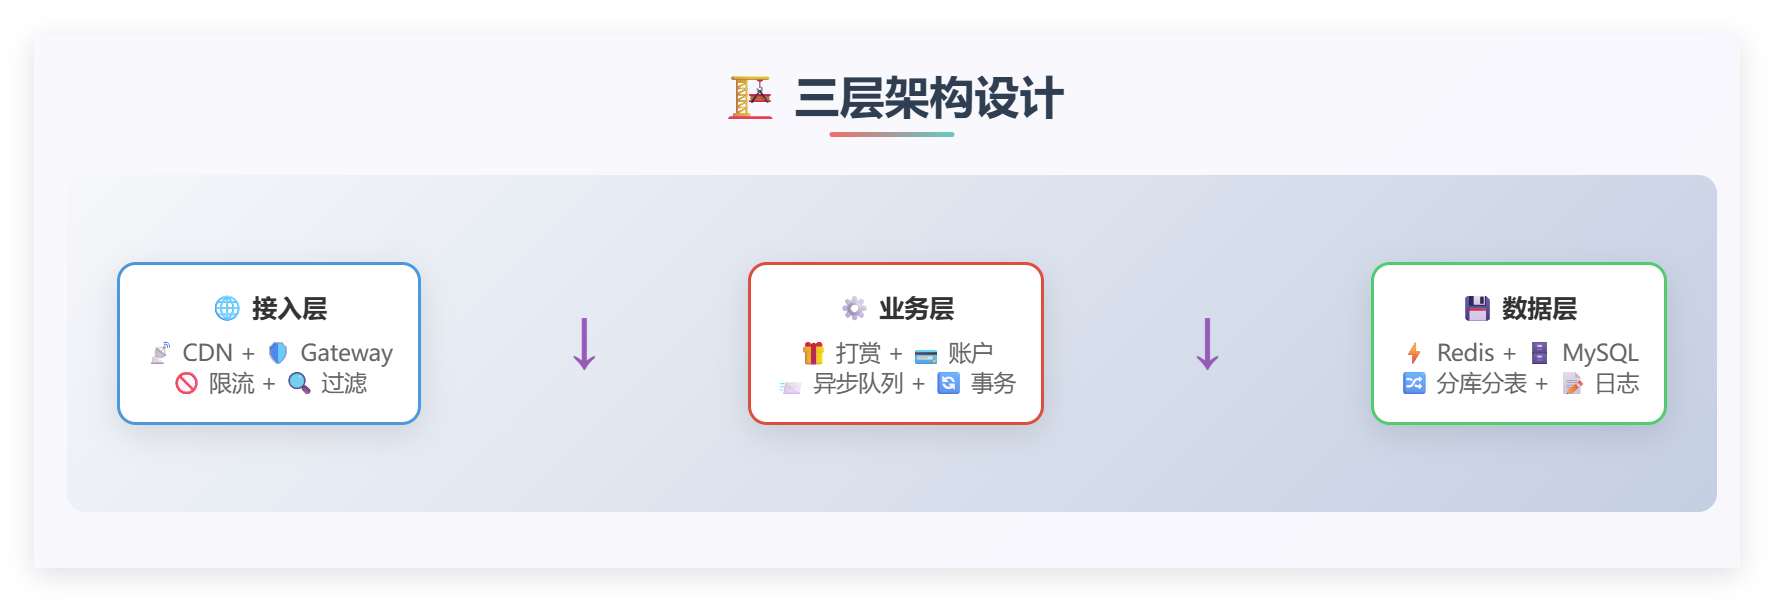 三层架构设计
接入层
CDN + Gateway
限流 + 过滤
↓
业务层
打赏 + 账户
异步队列 + 事务
↓
数据层
Redis + MySQL
分库分表 + 日志